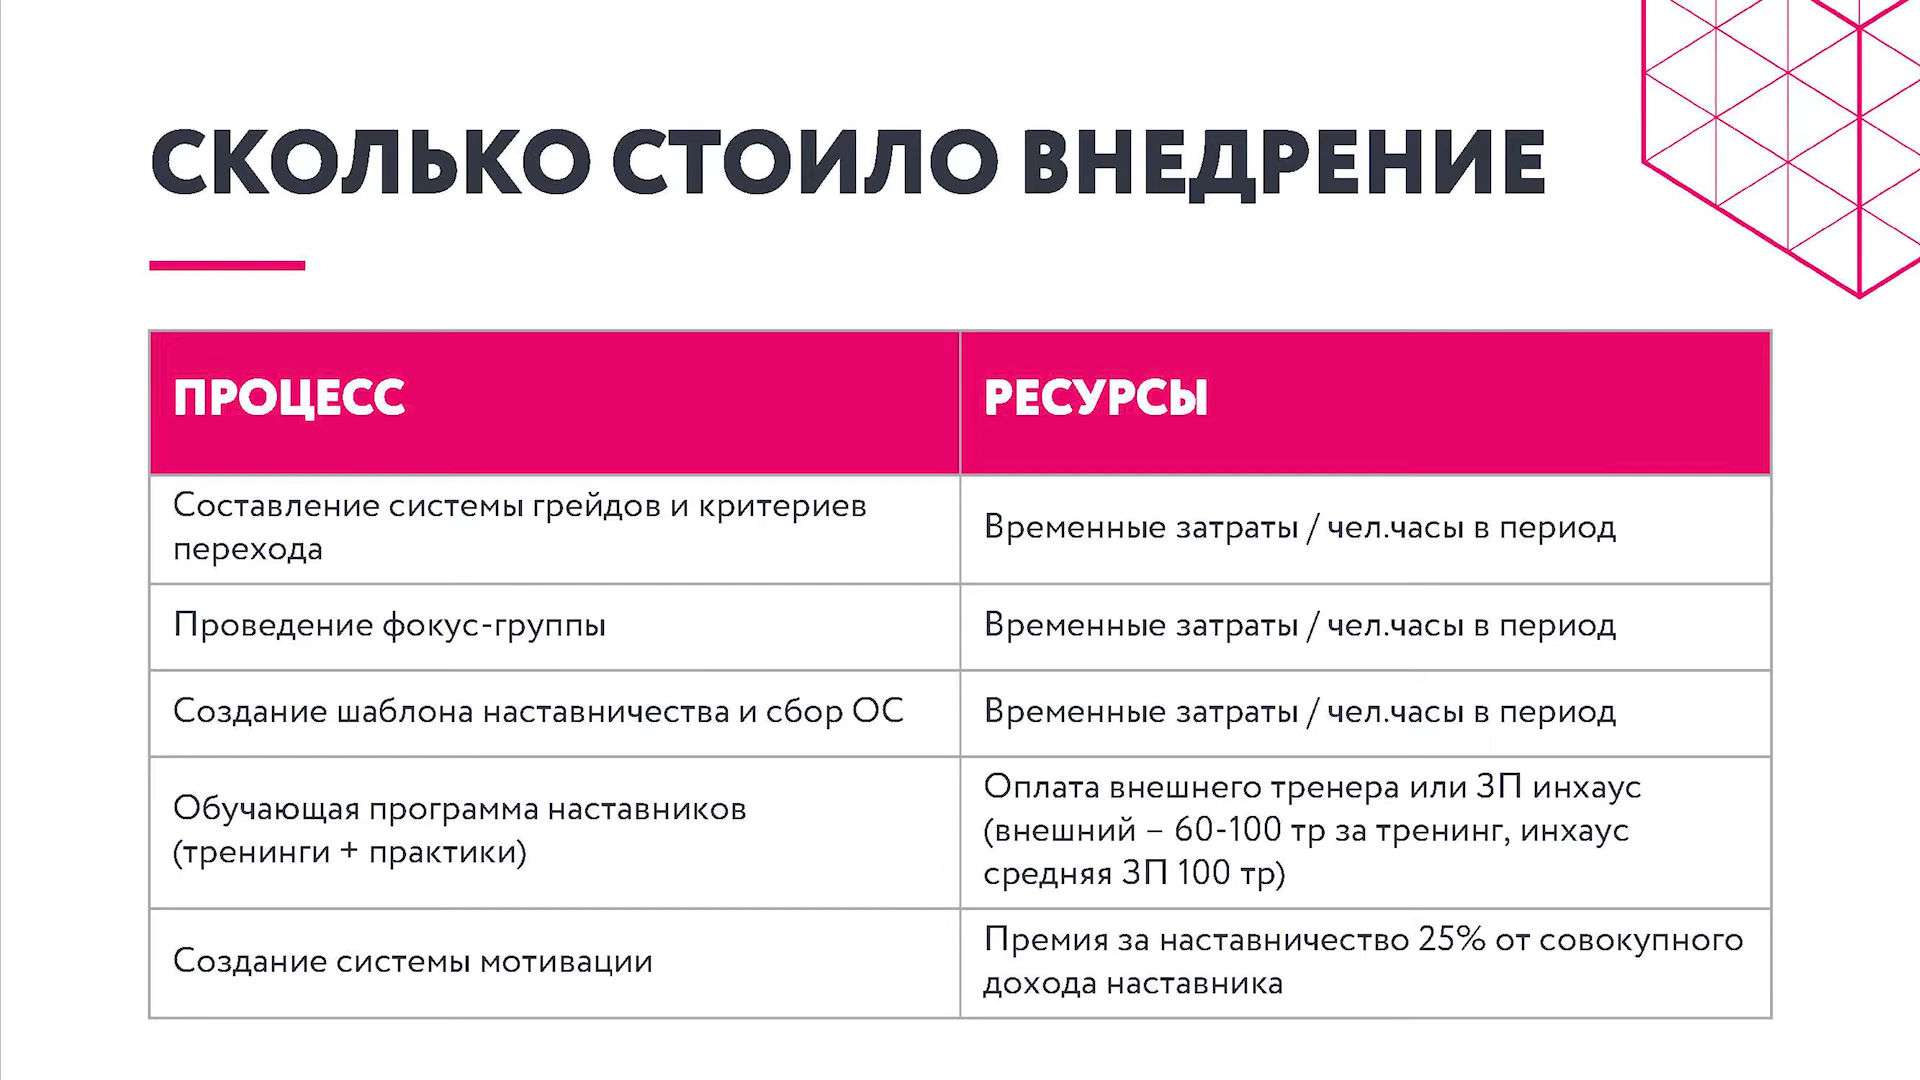 СКОЛЬКО СТОИЛО ВНЕДРЕНИЕ
ПРОЦЕСС
РЕСУРСЫ
Составление системы грейдов и критериев
перехода
Временные затраты / чел.часы в период
Проведение фокус-группы
Временные затраты / чел.часы в период
Создание шаблона наставничества и сбор ОС
Временные затраты / чел.часы в период
Обучающая программа наставников
(тренинги + практики)
Оплата внешнего тренера или ЗП инхаус
(внешний – 60-100 тр за тренинг, инхаус
средняя ЗП 100 тр)
Создание системы мотивации
Премия за наставничество 25% от совокупного
дохода наставника